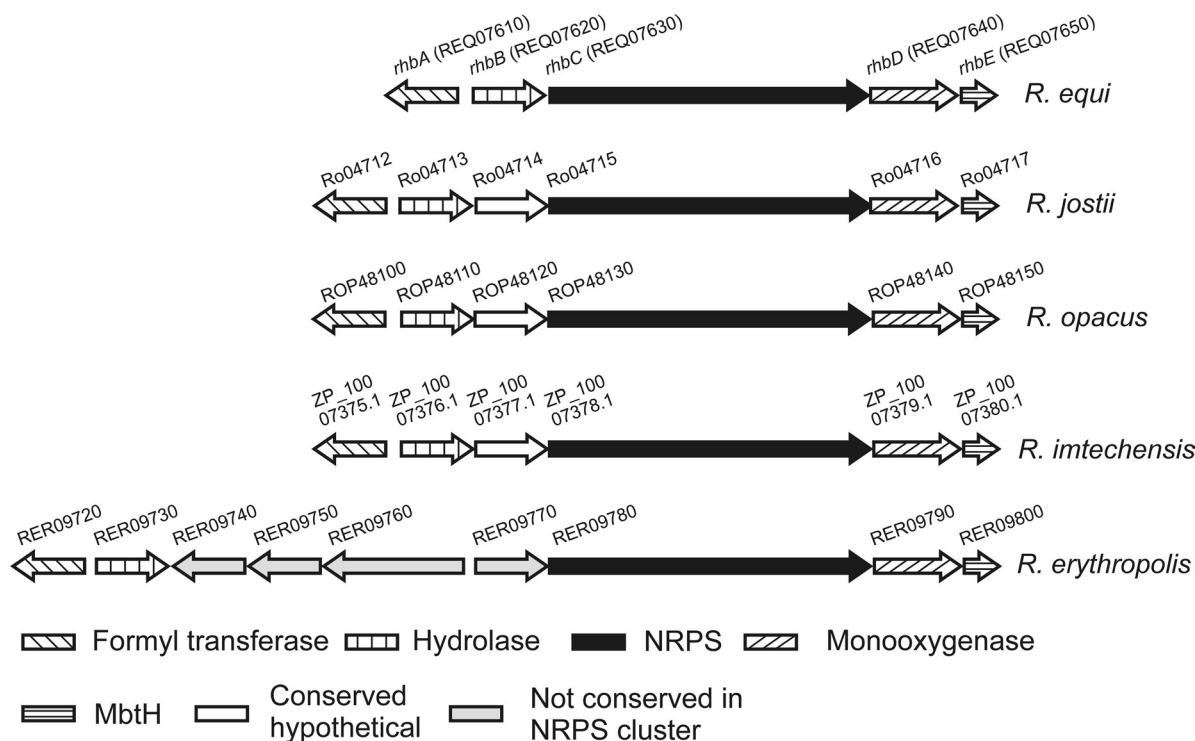 rhbA (REQ07610) rhbB (REQ07620) rhbC (REQ07630) rhbD (REQ07640) rhbE (REQ07650)
R. equi
Ro04712 Ro04713 Ro04714 Ro04715 Ro04716 Ro04717
R. jostii
ROP48100 ROP48110 ROP48120 ROP48130 ROP48140 ROP48150
R. opacus
ZP_100 ZP_100 ZP_100 ZP_100 ZP_100 ZP_100
07375.1 07376.1 07377.1 07378.1 07379.1 07380.1
R. imtechensis
RER09720 RER09730 RER09740 RER09750 RER09760 RER09770 RER09780 RER09790 RER09800
R. erythropolis
Formyl transferase Hydrolase NRPS Monooxygenase
MbtH
Conserved
hypothetical
Not conserved in
NRPS cluster